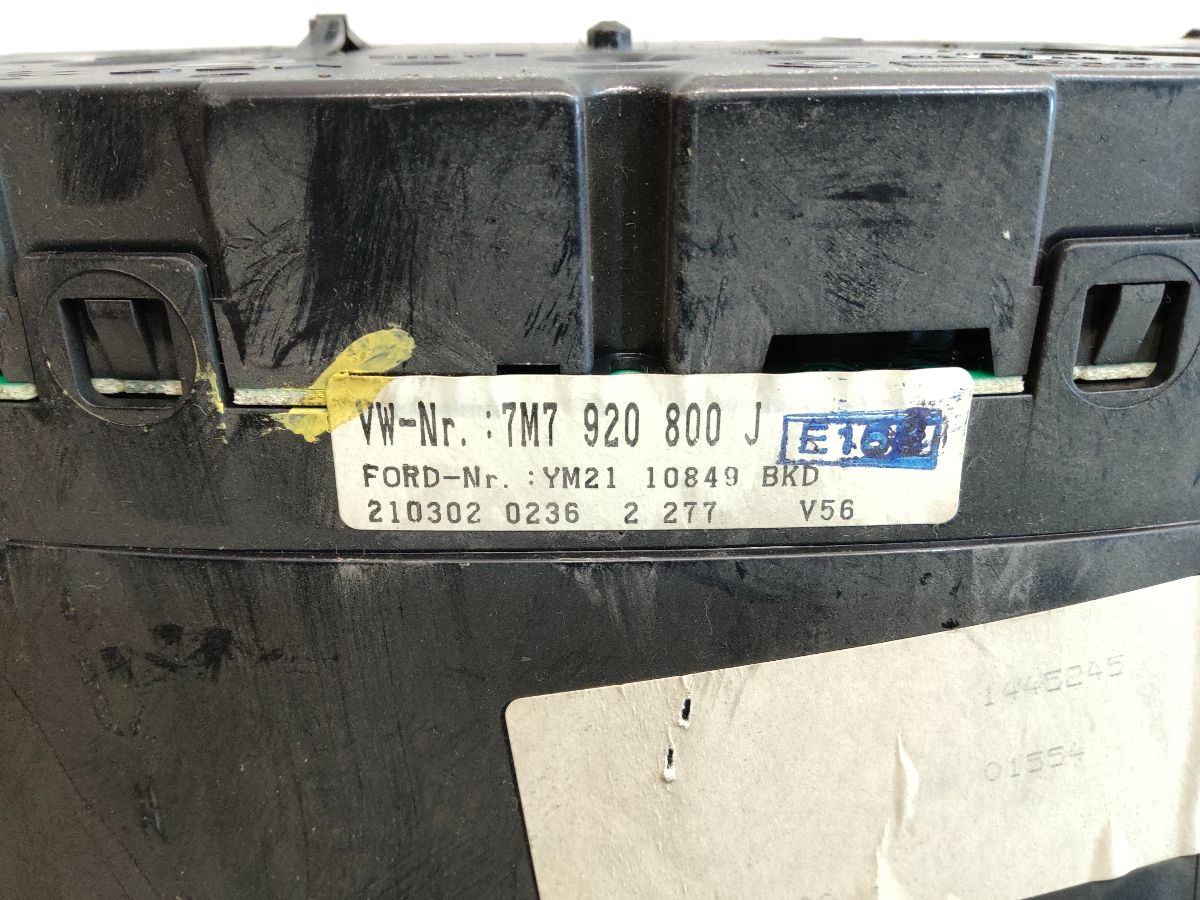 VW-Nr. :7M7 920 800 J
FORD-Nr. :YM21 10849 BKD
210302 0236 2 277 V56
1445245
01554